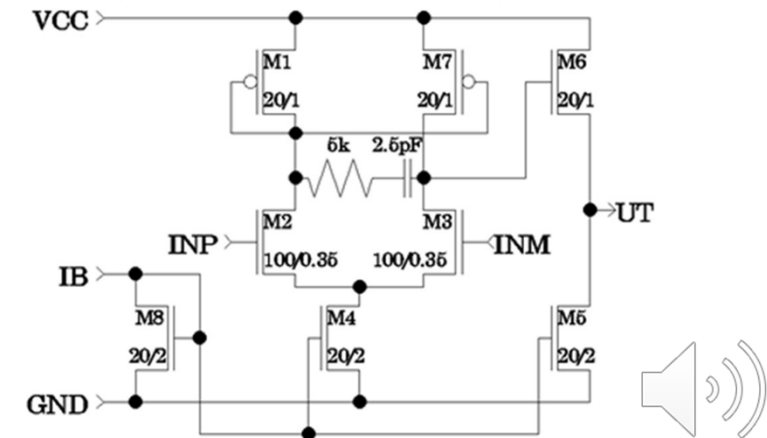 VCC
M1 M7 M6
20/1 20/1 20/1
5k 2.5pF
M2 M3 UT
INP INM
100/0.35 100/0.35
IB
M8 M4 M5
20/2 20/2 20/2
GND